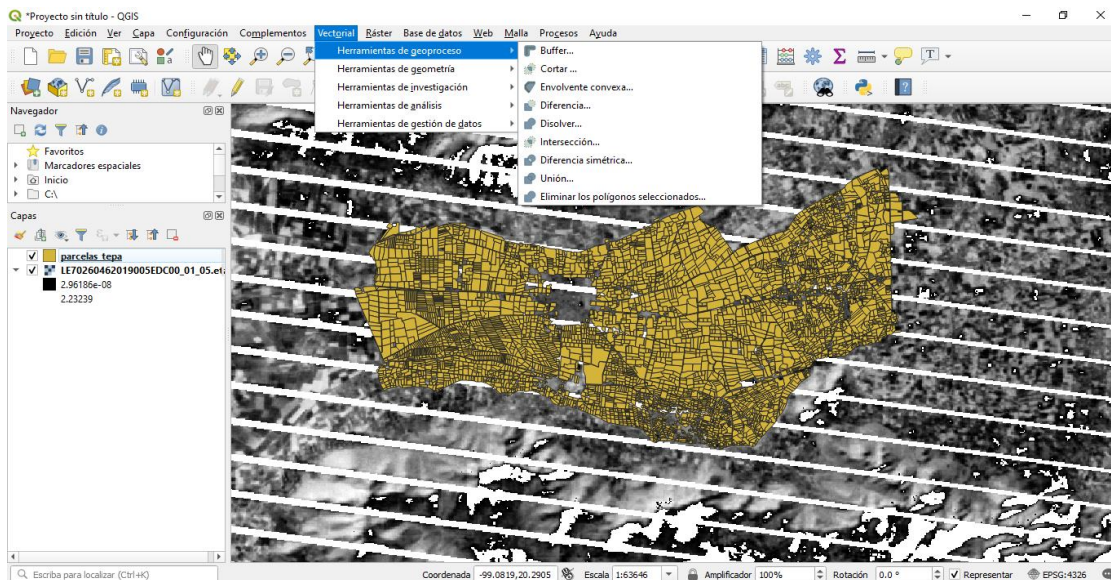 *Proyecto sin título - QGIS
Proyecto Edición Ver Capa Configuración Complementos Vectorial Ráster Base de datos Web Malla Procesos Ayuda
Herramientas de geoproceso
Herramientas de geometría
Herramientas de investigación
Herramientas de análisis
Herramientas de gestión de datos
Buffer...
Cortar ...
Envolvente convexa...
Diferencia...
Disolver...
Intersección...
Diferencia simétrica...
Unión...
Eliminar los polígonos seleccionados...
Navegador
Favoritos
Marcadores espaciales
Inicio
C:\
Capas
parcelas tepa
LE70260462019005EDC00_01_05.et
2.96186e-08
2.23239
Escriba para localizar (Ctrl+K)
Coordenada -99.0819,20.2905 Escala 1:63646 Amplificador 100% Rotación 0.0 ° Representar EPSG:4326